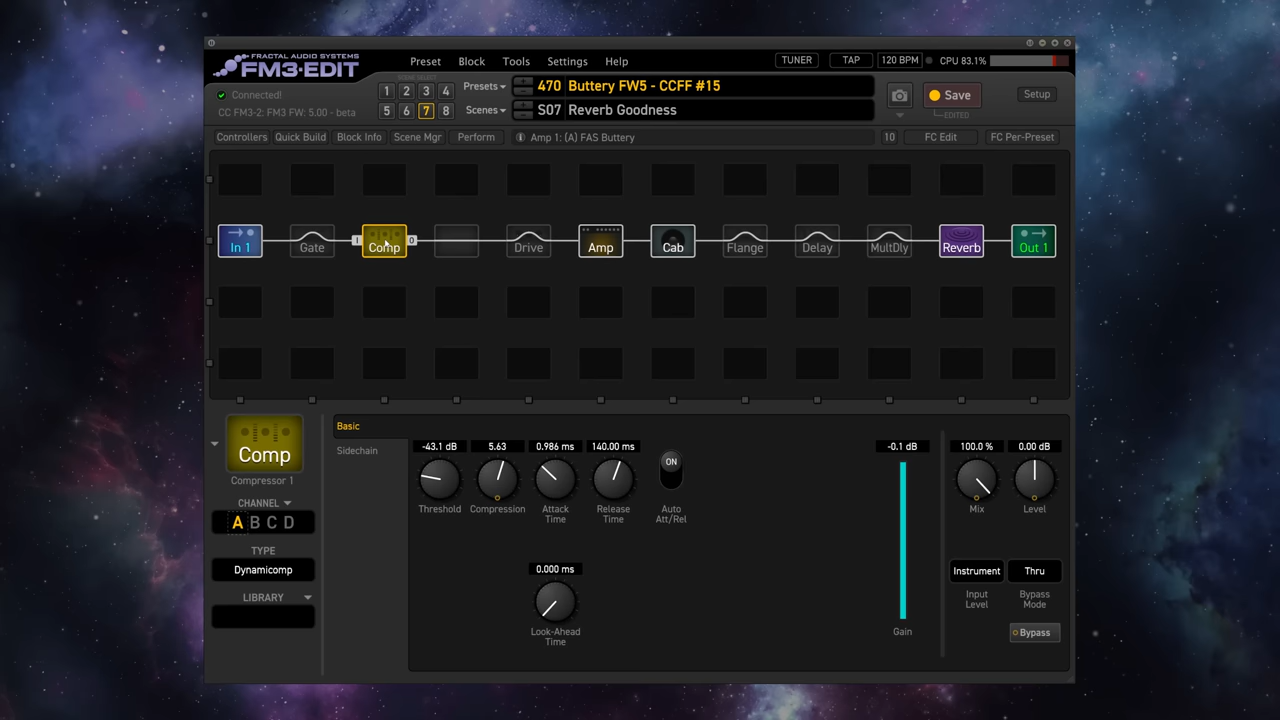 FRACTAL AUDIO SYSTEMS
FM3-EDIT
Preset Block Tools Settings Help
TUNER TAP 120 BPM CPU 83.1%
SCENE SELECT
1 2 3 4
5 6 7 8
Presets 470 Buttery FW5 - CCFF #15
Scenes S07 Reverb Goodness
Save
EDITED
Setup
Connected!
CC FM3-2: FM3 FW: 5.00 - beta
Controllers Quick Build Block Info Scene Mgr Perform Amp 1: (A) FAS Buttery 10 FC Edit FC Per-Preset
In 1 Gate I Comp O Drive Amp Cab Flange Delay MultDly Reverb Out 1
Comp
Compressor 1
CHANNEL
A B C D
TYPE
Dynamicomp
LIBRARY
Basic
Sidechain
-43.1 dB 5.63 0.986 ms 140.00 ms
ON
Threshold Compression Attack Time Release Time Auto Att/Rel
0.000 ms
Look-Ahead Time
-0.1 dB
Gain
100.0 % 0.00 dB
Mix Level
Instrument Thru
Input Level Bypass Mode
Bypass